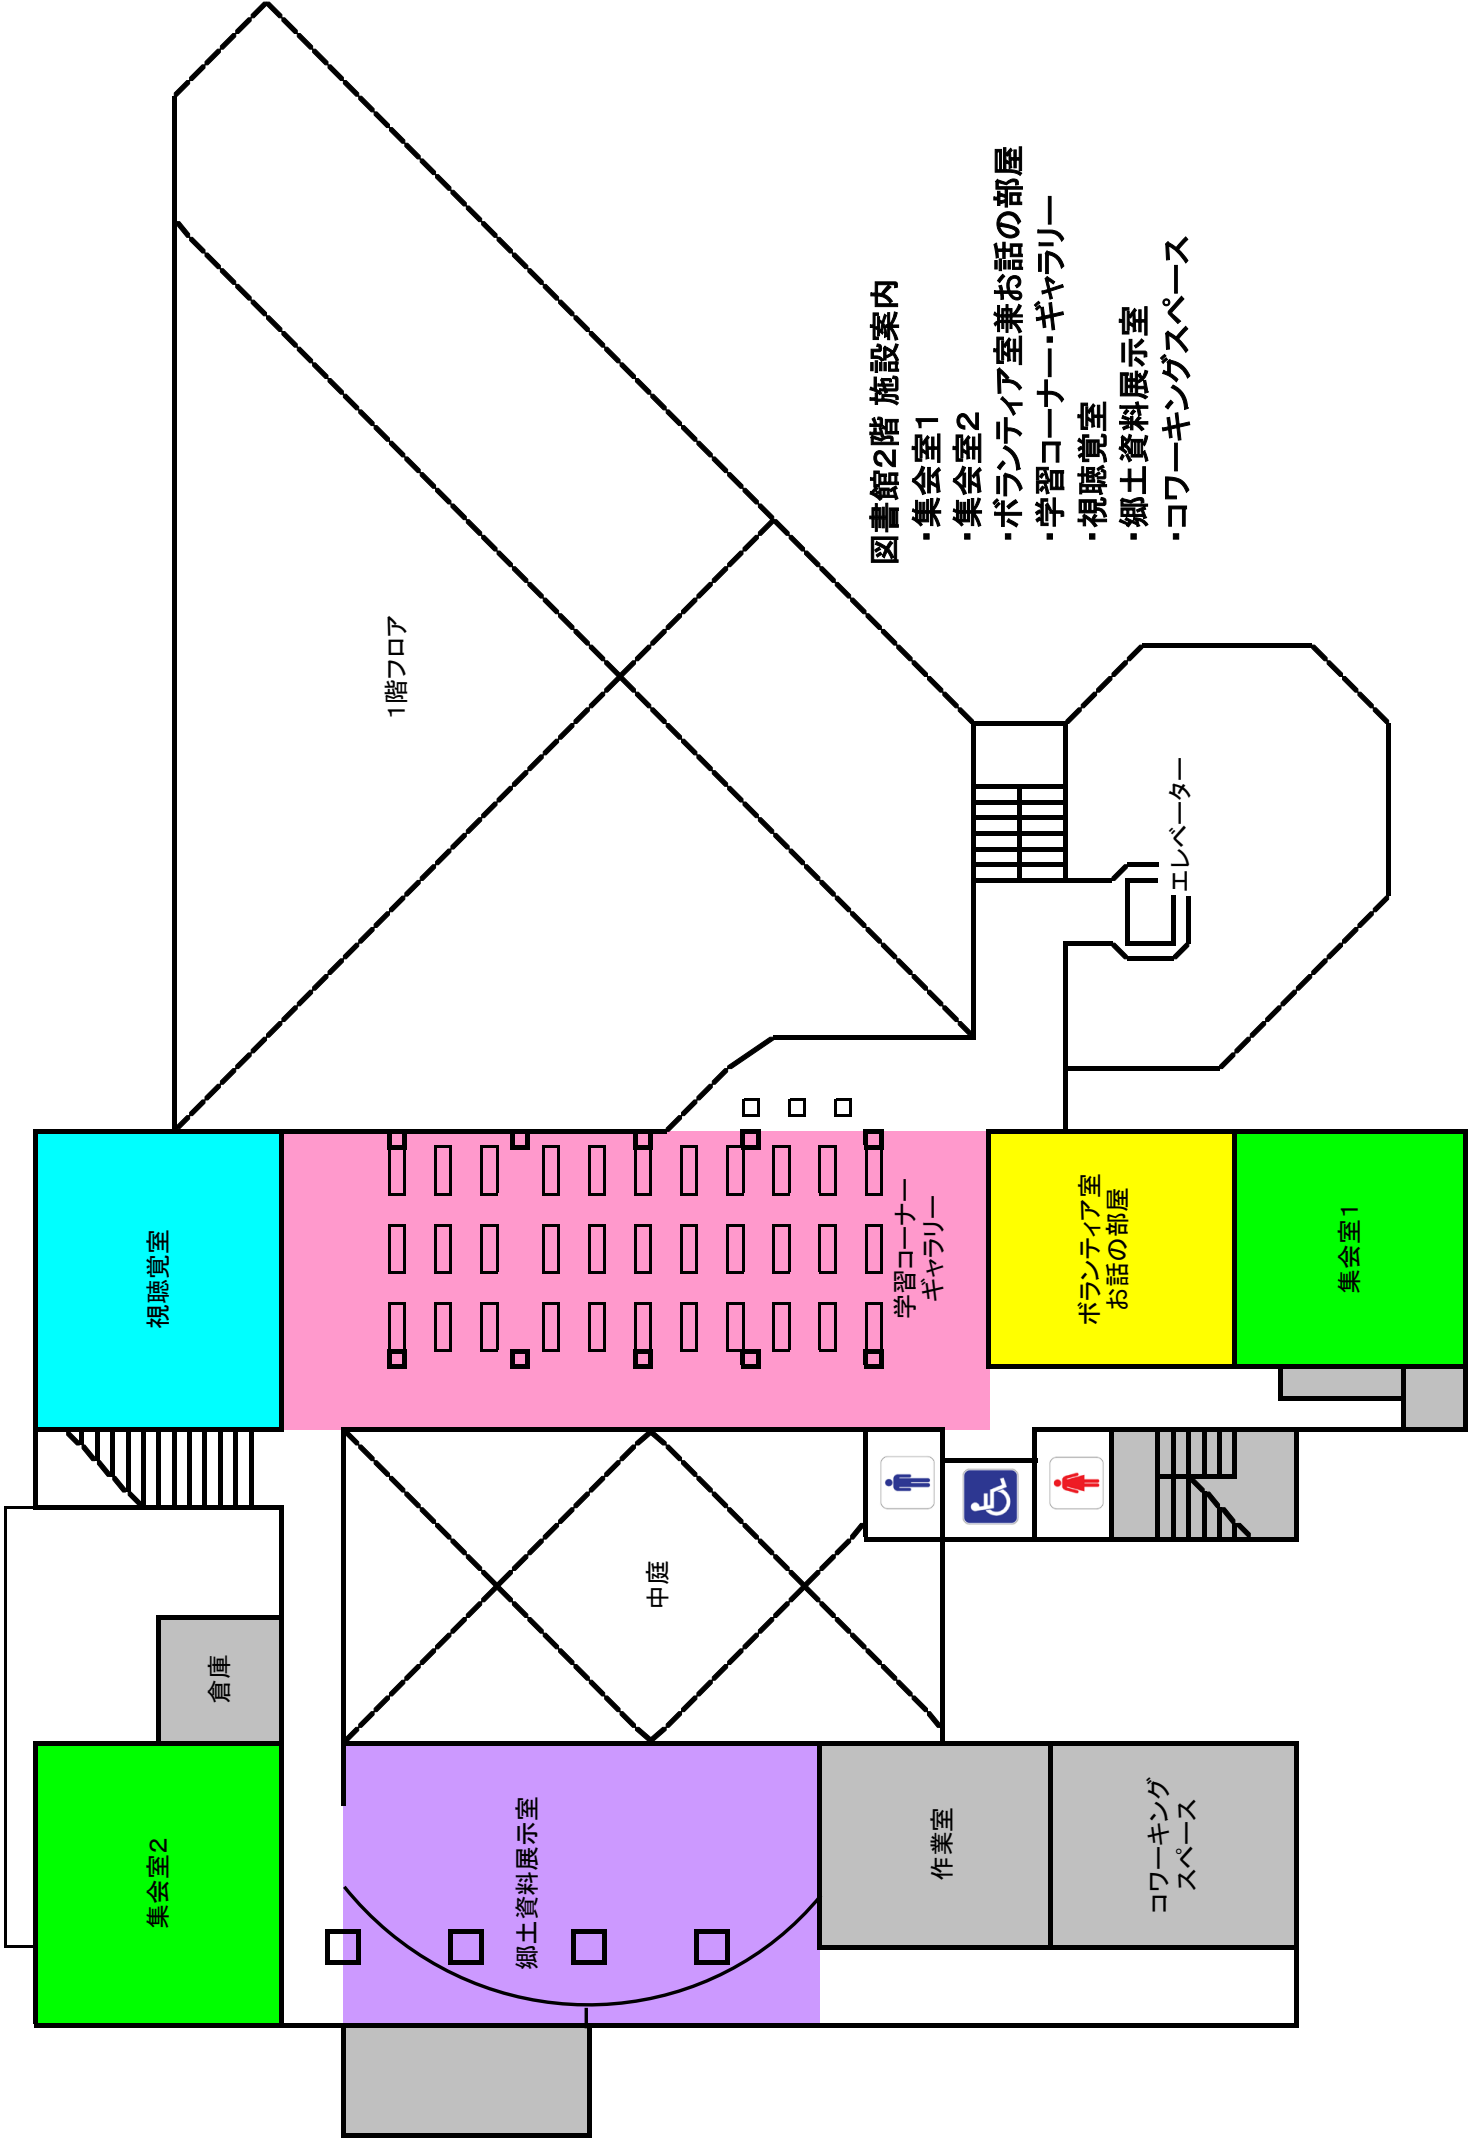 図書館2階 施設案内
・集会室1
・集会室2
・ボランティア室兼お話の部屋
・学習コーナー・ギャラリー
・視聴覚室
・郷土資料展示室
・コワーキングスペース
1階フロア
エレベーター
視聴覚室
学習コーナー
ギャラリー
ボランティア室
お話の部屋
集会室1
中庭
倉庫
集会室2
郷土資料展示室
作業室
コワーキング
スペース